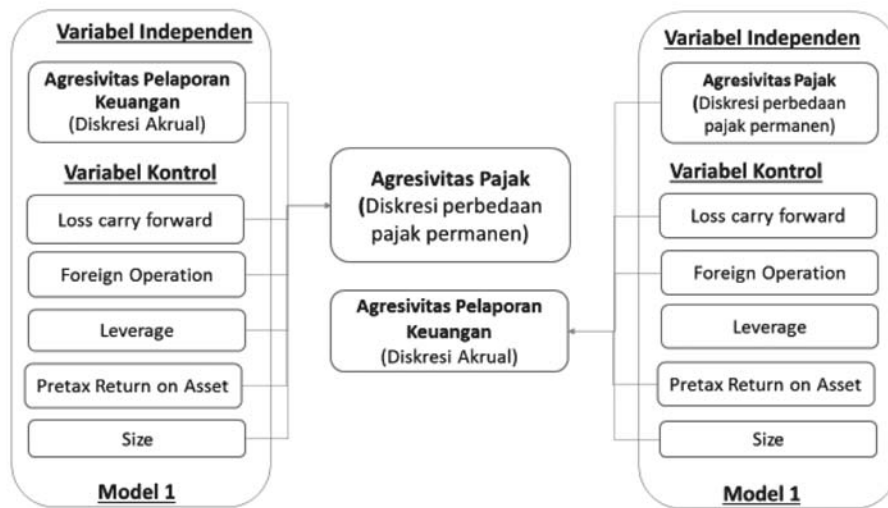 Variabel Independen
Agresivitas Pelaporan
Keuangan
(Diskresi Akrual)
Variabel Kontrol
Loss carry forward
Foreign Operation
Leverage
Pretax Return on Asset
Size
Model 1
Agresivitas Pajak
(Diskresi perbedaan
pajak permanen)
Agresivitas Pelaporan
Keuangan
(Diskresi Akrual)
Variabel Independen
Agresivitas Pajak
(Diskresi perbedaan
pajak permanen)
Variabel Kontrol
Loss carry forward
Foreign Operation
Leverage
Pretax Return on Asset
Size
Model 1